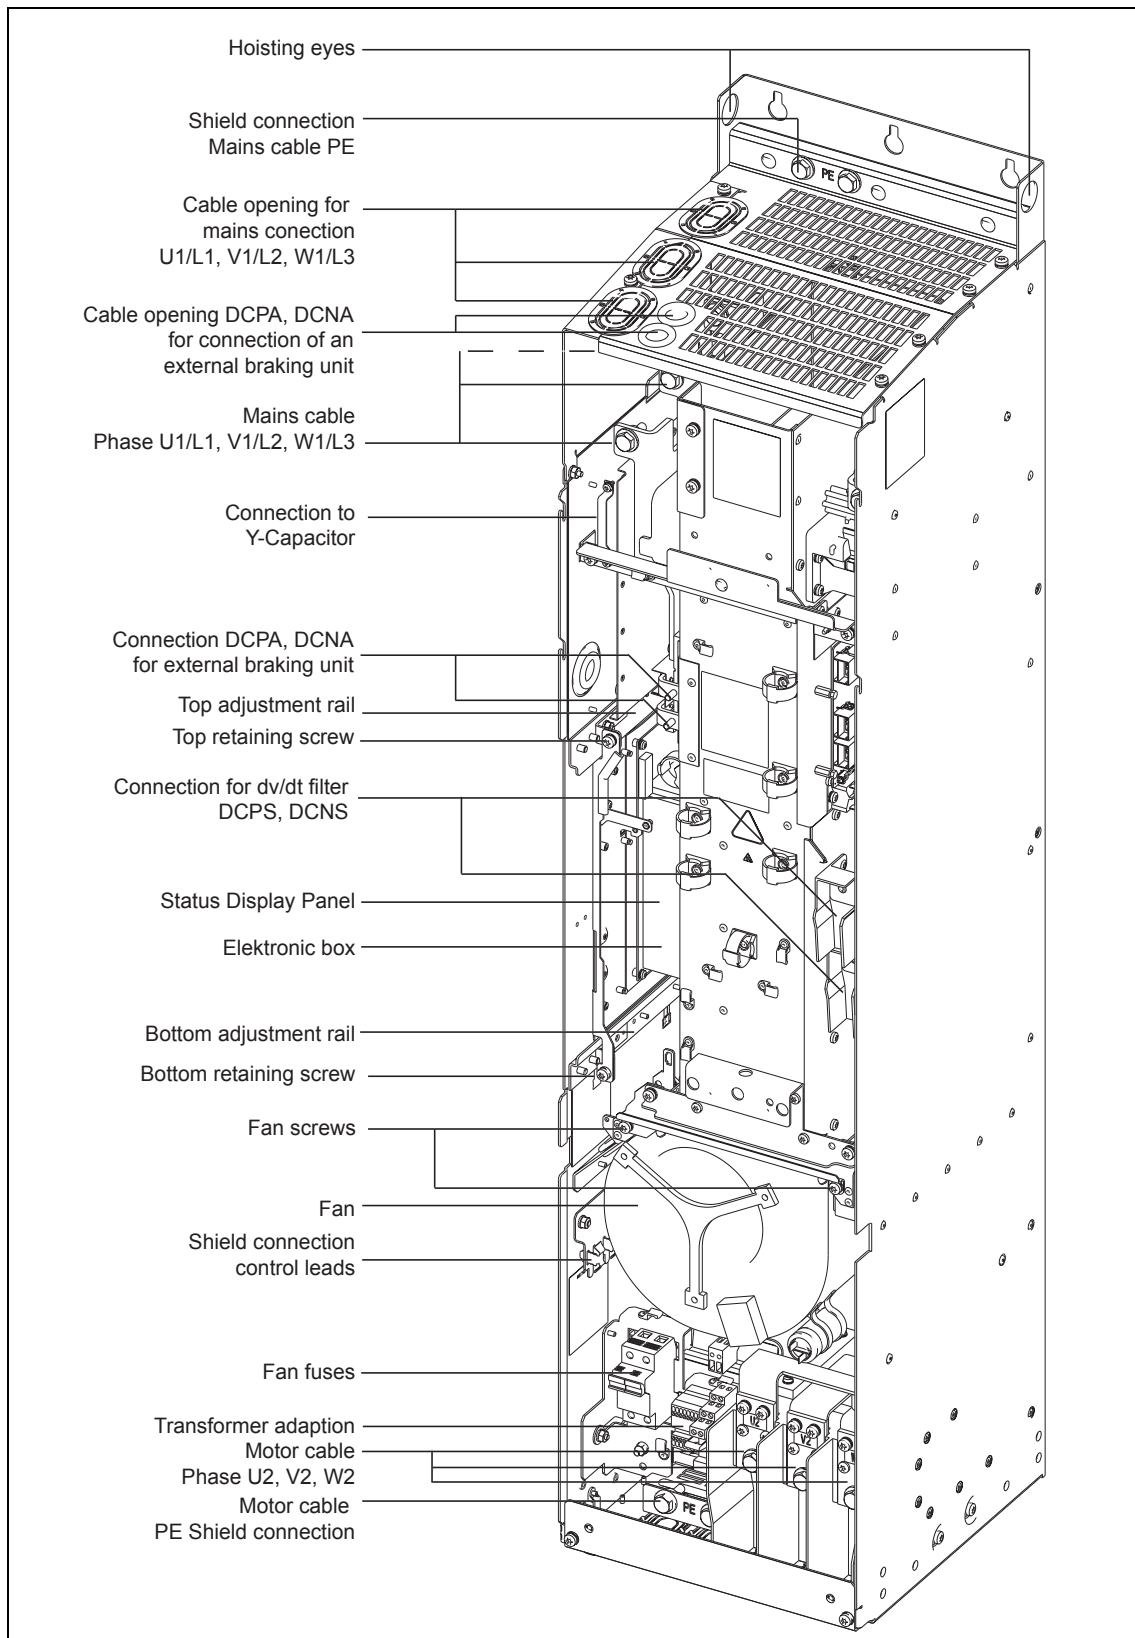 Hoisting eyes
Shield connection
Mains cable PE
PE
Cable opening for
mains conection
U1/L1, V1/L2, W1/L3
Cable opening DCPA, DCNA
for connection of an
external braking unit
Mains cable
Phase U1/L1, V1/L2, W1/L3
Connection to
Y-Capacitor
Connection DCPA, DCNA
for external braking unit
Top adjustment rail
Top retaining screw
Connection for dv/dt filter
DCPS, DCNS
Status Display Panel
Elektronic box
Bottom adjustment rail
Bottom retaining screw
Fan screws
Fan
Shield connection
control leads
Fan fuses
Transformer adaption
U2
V2
Motor cable
Phase U2, V2, W2
Motor cable
PE Shield connection
PE